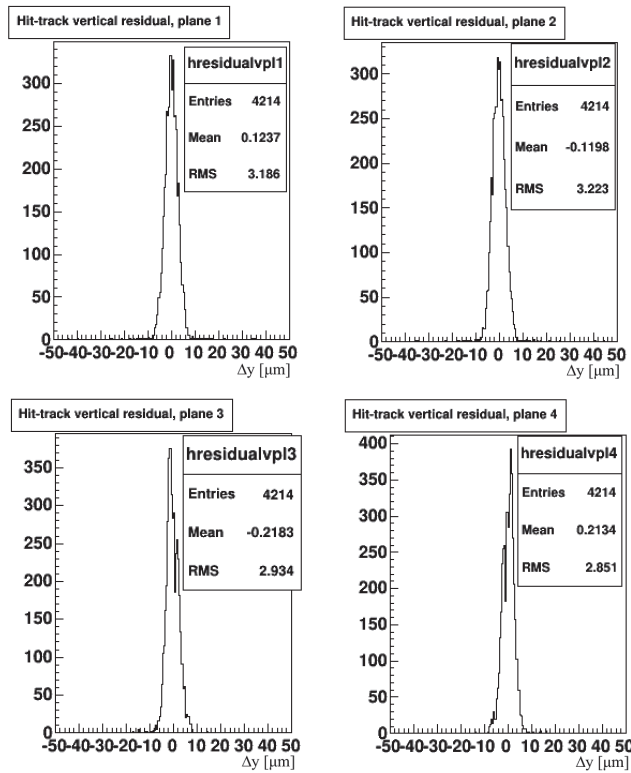 Hit-track vertical residual, plane 1
hresidualvpl1
Entries 4214
Mean 0.1237
RMS 3.186
300
250
200
150
100
50
0
-50-40-30-20-10 0 10 20 30 40 50
Δy [μm]
Hit-track vertical residual, plane 2
hresidualvpl2
Entries 4214
Mean -0.1198
RMS 3.223
300
250
200
150
100
50
0
-50-40-30-20-10 0 10 20 30 40 50
Δy [μm]
Hit-track vertical residual, plane 3
hresidualvpl3
Entries 4214
Mean -0.2183
RMS 2.934
350
300
250
200
150
100
50
0
-50-40-30-20-10 0 10 20 30 40 50
Δy [μm]
Hit-track vertical residual, plane 4
hresidualvpl4
Entries 4214
Mean 0.2134
RMS 2.851
400
350
300
250
200
150
100
50
0
-50-40-30-20-10 0 10 20 30 40 50
Δy [μm]